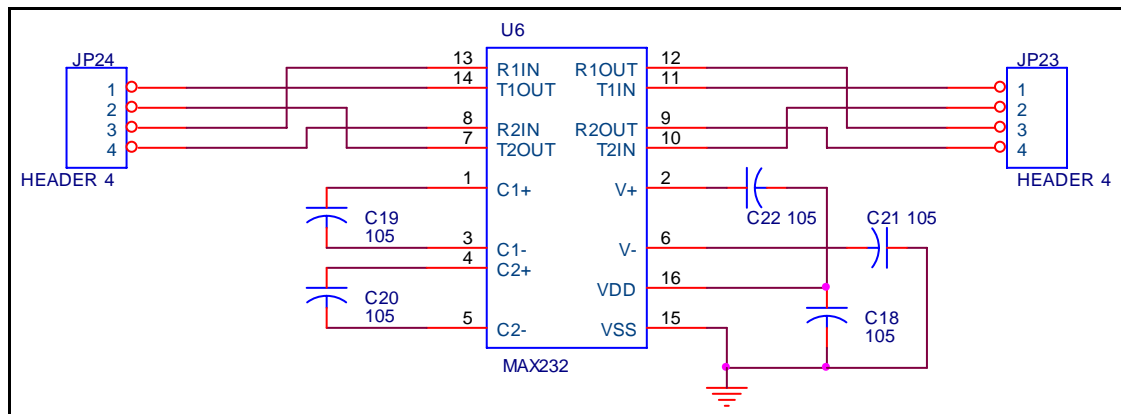 U6
JP24
1
2
3
4
HEADER 4
13
14
8
7
1
3
4
5
R1IN
T1OUT
R2IN
T2OUT
C1+
C1-
C2+
C2-
R1OUT
T1IN
R2OUT
T2IN
V+
V-
VDD
VSS
12
11
9
10
2
6
16
15
MAX232
JP23
1
2
3
4
HEADER 4
C19
105
C20
105
C22 105
C21 105
C18
105